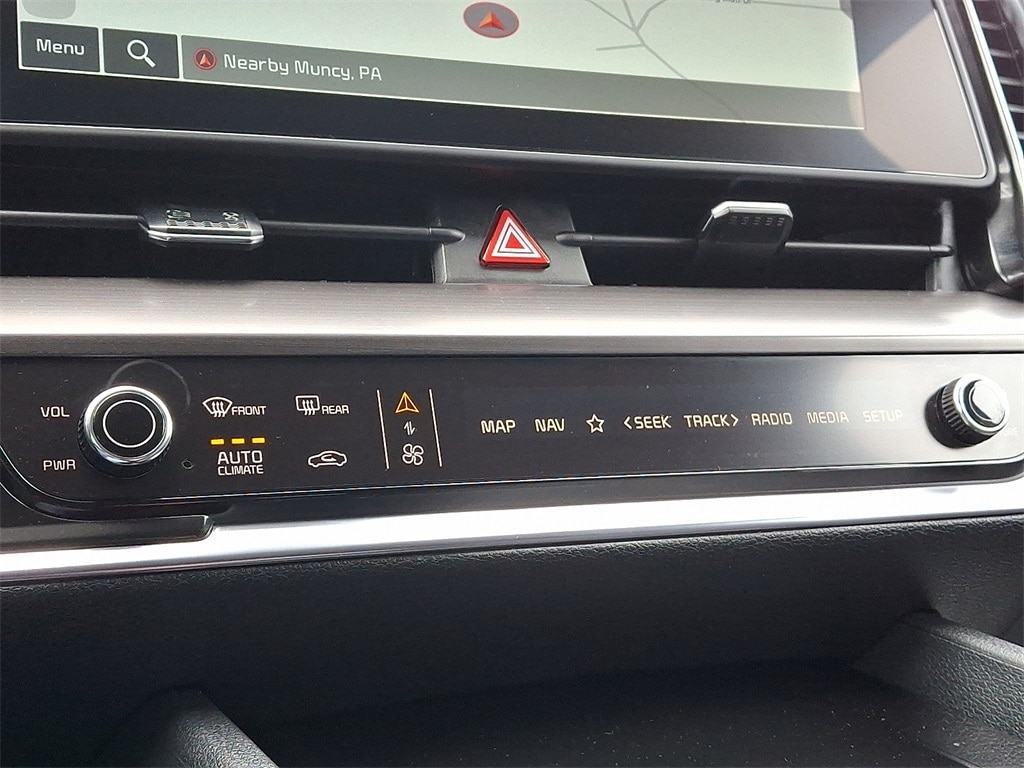 Menu
Nearby Muncy, PA
VOL
FRONT
REAR
MAP NAV < SEEK TRACK > RADIO MEDIA SETUP
PWR
AUTO
CLIMATE